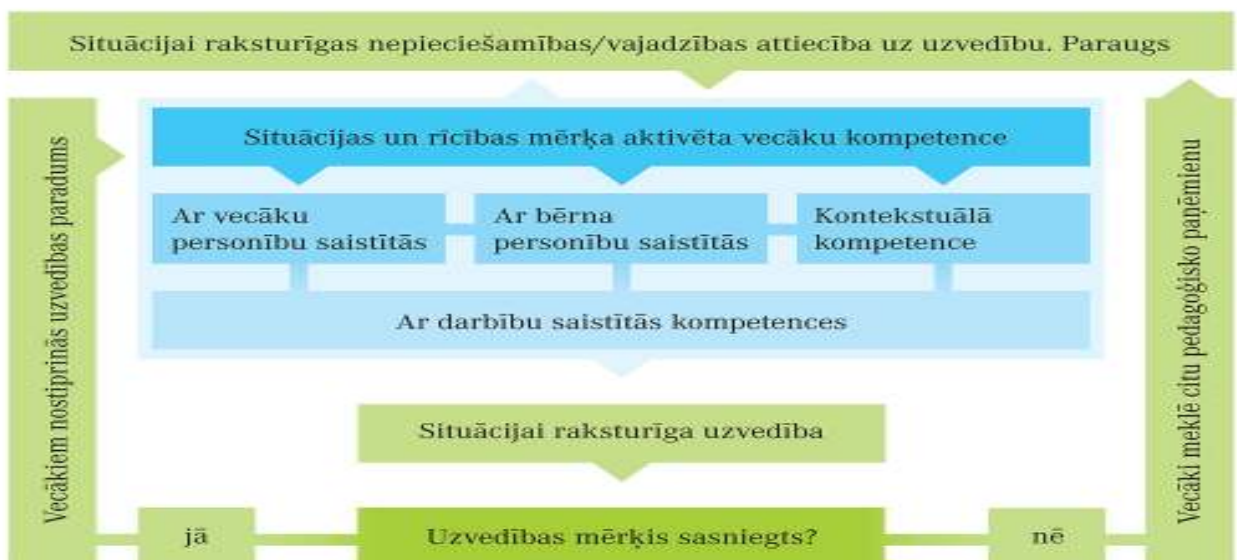 Situācijai raksturīgas nepieciešamības/vajadzības attiecība uz uzvedību. Paraugs
Vecākiem nostiprinās uzvedības paradums
Situācijas un rīcības mērķa aktivēta vecāku kompetence
Ar vecāku
personību saistītās
Ar bērna
personību saistītās
Kontekstuālā
kompetence
Ar darbību saistītās kompetences
Situācijai raksturīga uzvedība
jā
Uzvedības mērķis sasniegts?
nē
Vecāki meklē citu pedagoģisko paņēmienu